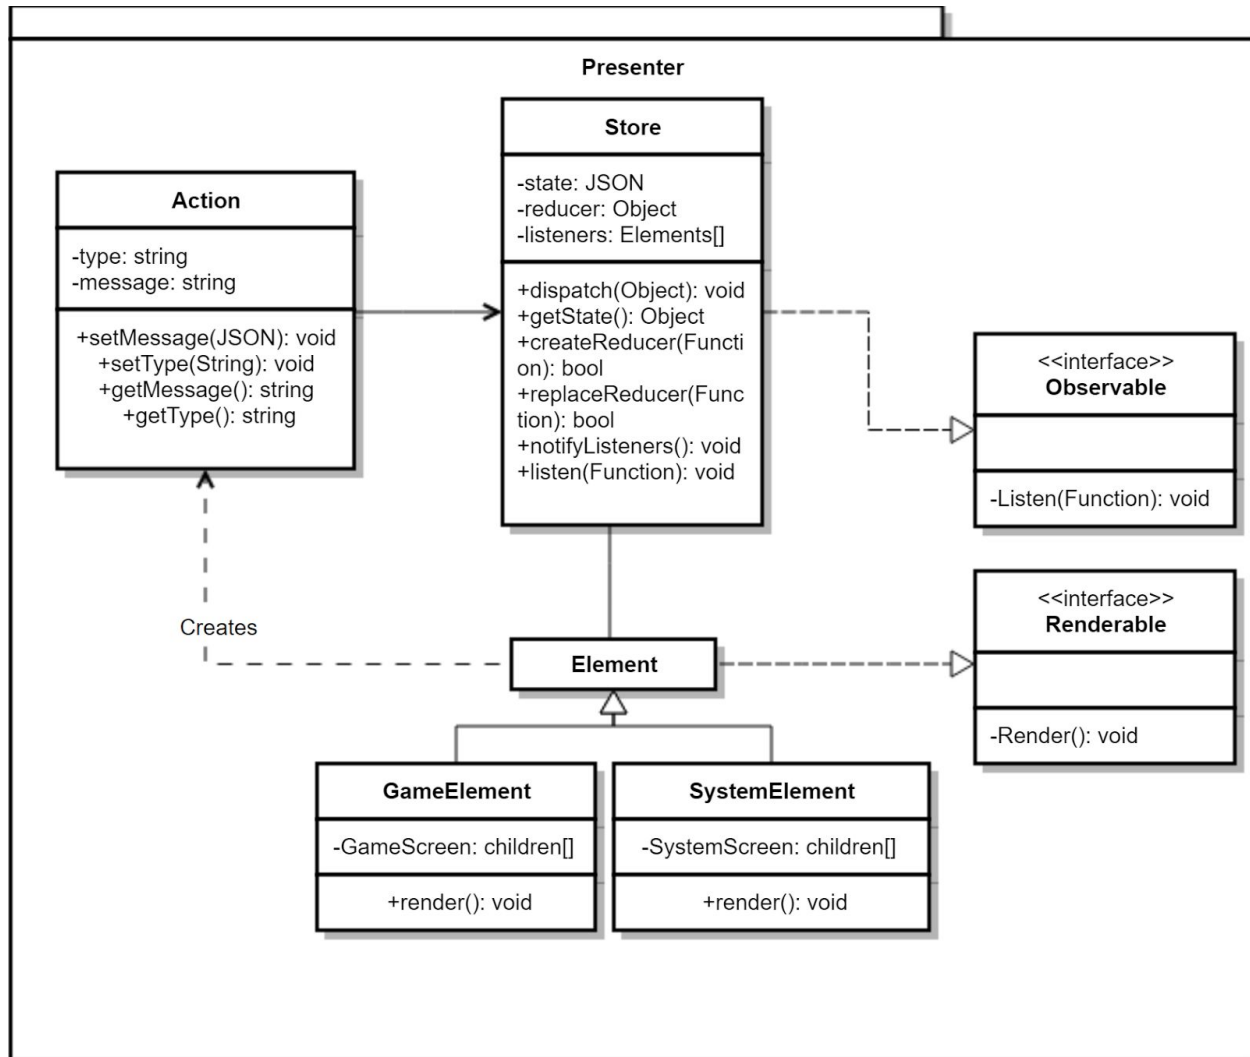 Presenter
Store
-state: JSON
-reducer: Object
-listeners: Elements[]
+dispatch(Object): void
+getState(): Object
+createReducer(Functi
on): bool
+replaceReducer(Func
tion): bool
+notifyListeners(): void
+listen(Function): void
Action
-type: string
-message: string
+setMessage(JSON): void
+setType(String): void
+getMessage(): string
+getType(): string
<<interface>>
Observable
-Listen(Function): void
<<interface>>
Renderable
-Render(): void
Creates
Element
GameElement
-GameScreen: children[]
+render(): void
SystemElement
-SystemScreen: children[]
+render(): void